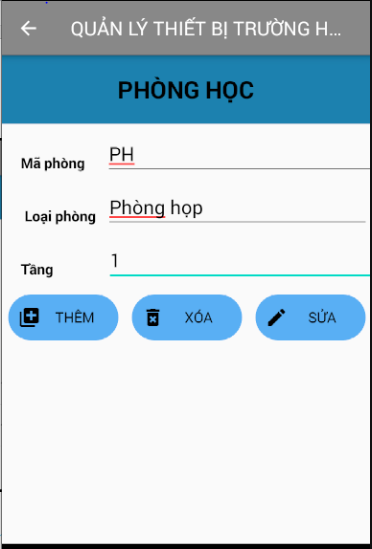 QUẢN LÝ THIẾT BỊ TRƯỜNG H...
PHÒNG HỌC
Mã phòng PH
Loại phòng Phòng họp
Tầng 1
THÊM XÓA SỬA